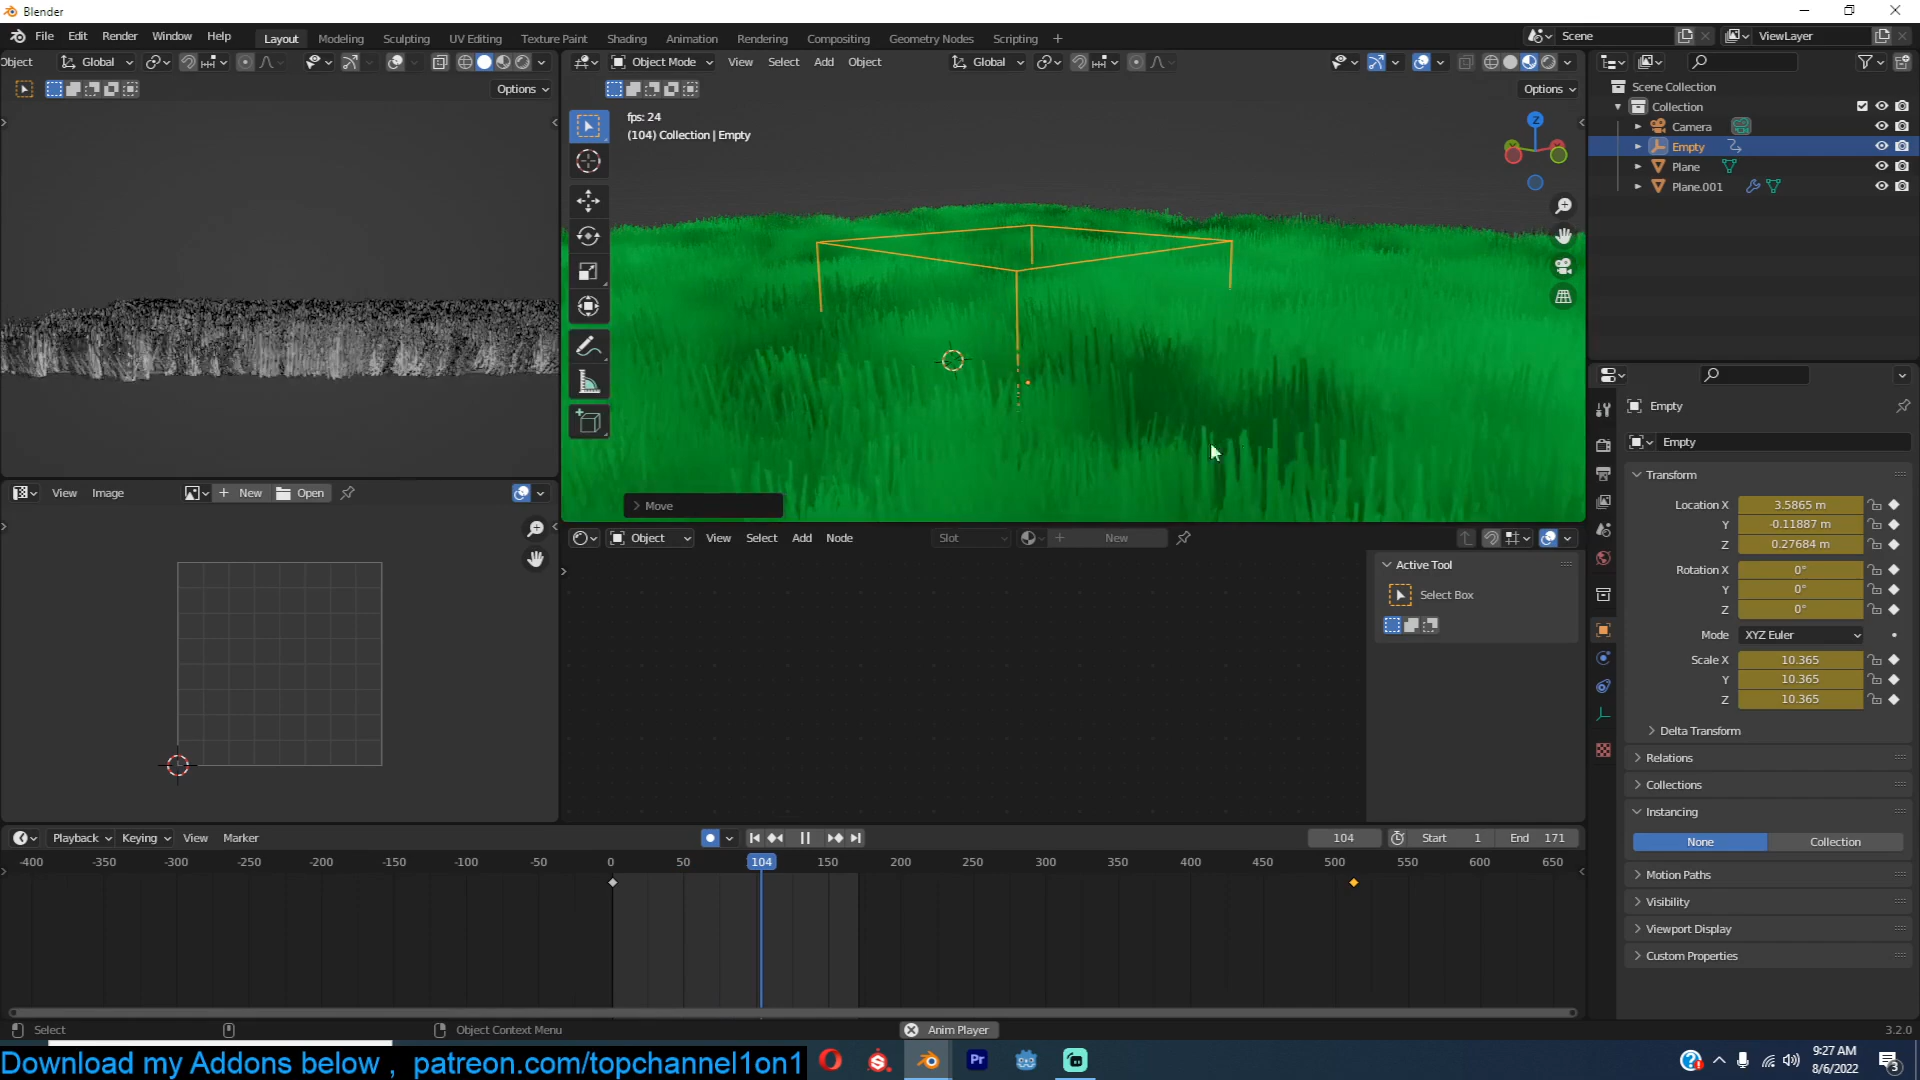 Blender
File Edit Render Window Help
Layout Modeling Sculpting UV Editing Texture Paint Shading Animation Rendering Compositing Geometry Nodes Scripting +
Scene
ViewLayer
Object Global
Options
Object Mode View Select Add Object Global
Options
fps: 24
(104) Collection | Empty
Z
Move
Scene Collection
Collection
Camera
Empty
Plane
Plane.001
Empty
Empty
Transform
Location X 3.5865 m
Y -0.11887 m
Z 0.27684 m
Rotation X 0°
Y 0°
Z 0°
Mode XYZ Euler
Scale X 10.365
Y 10.365
Z 10.365
Delta Transform
Relations
Collections
Instancing
None Collection
Motion Paths
Visibility
Viewport Display
Custom Properties
View Image New Open
Object View Select Add Node Slot New
Active Tool
Select Box
Playback Keying View Marker
104 Start 1 End 171
-400 -350 -300 -250 -200 -150 -100 -50 0 50 104 150 200 250 300 350 400 450 500 550 600 650
Select Object Context Menu Anim Player 3.2.0
Download my Addons below , patreon.com/topchannel1on1
Pr
9:27 AM
8/6/2022
3